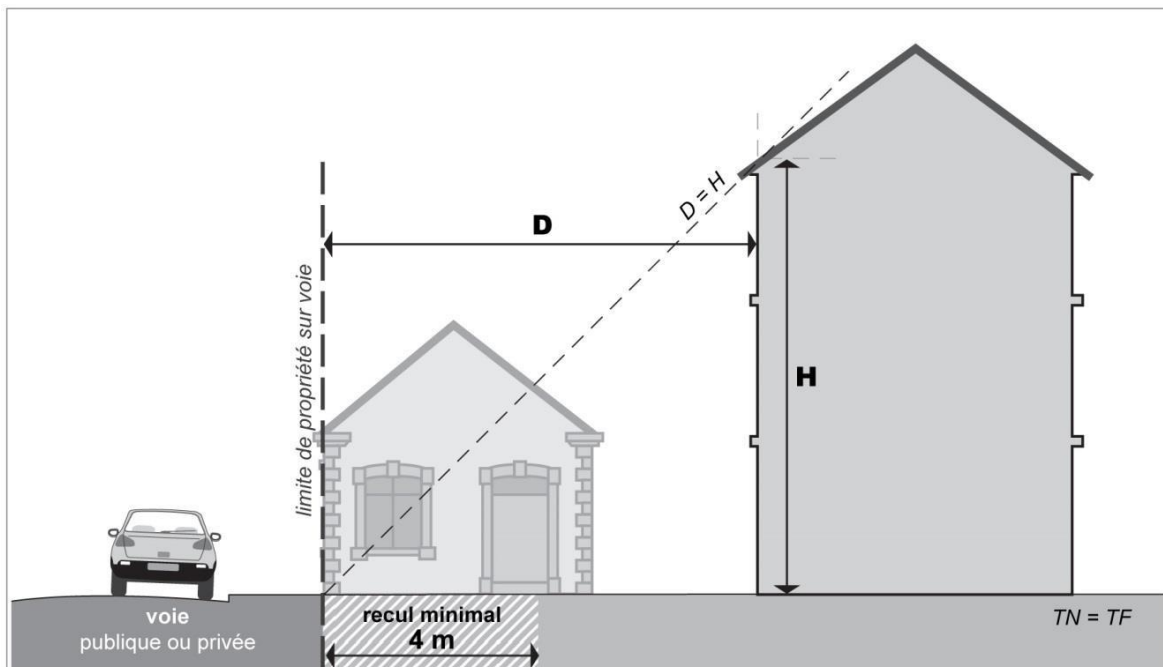 D = H
D
limite de propriété sur voie
H
voie
publique ou privée
recul minimal
4 m
TN = TF